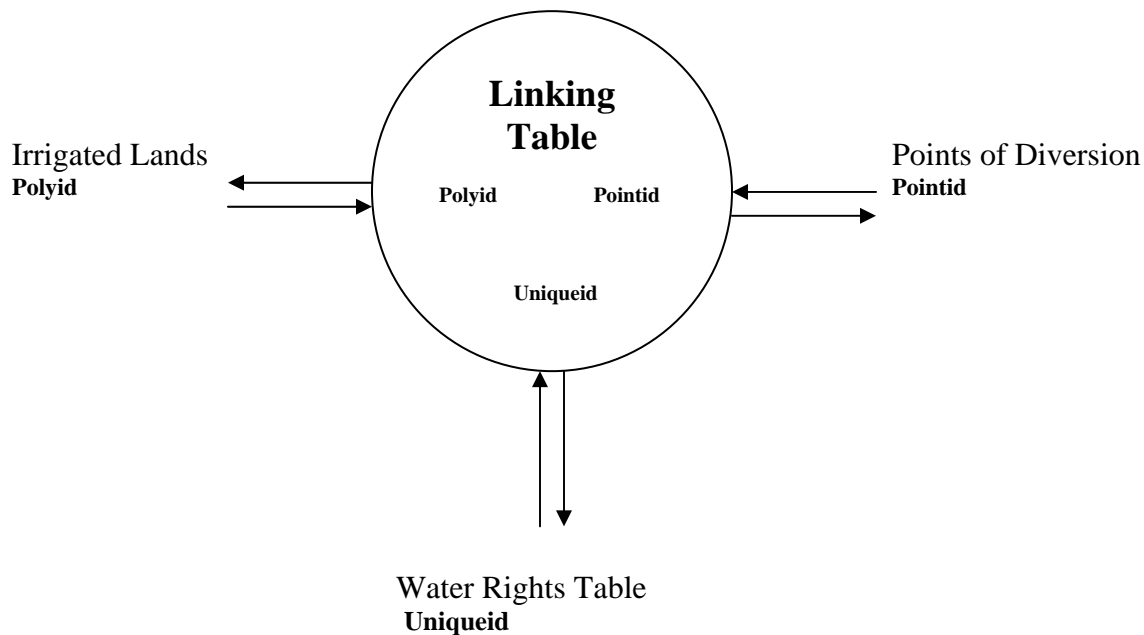 Linking
Table
Irrigated Lands
Polyid
Polyid
Pointid
Uniqueid
Points of Diversion
Pointid
Water Rights Table
Uniqueid